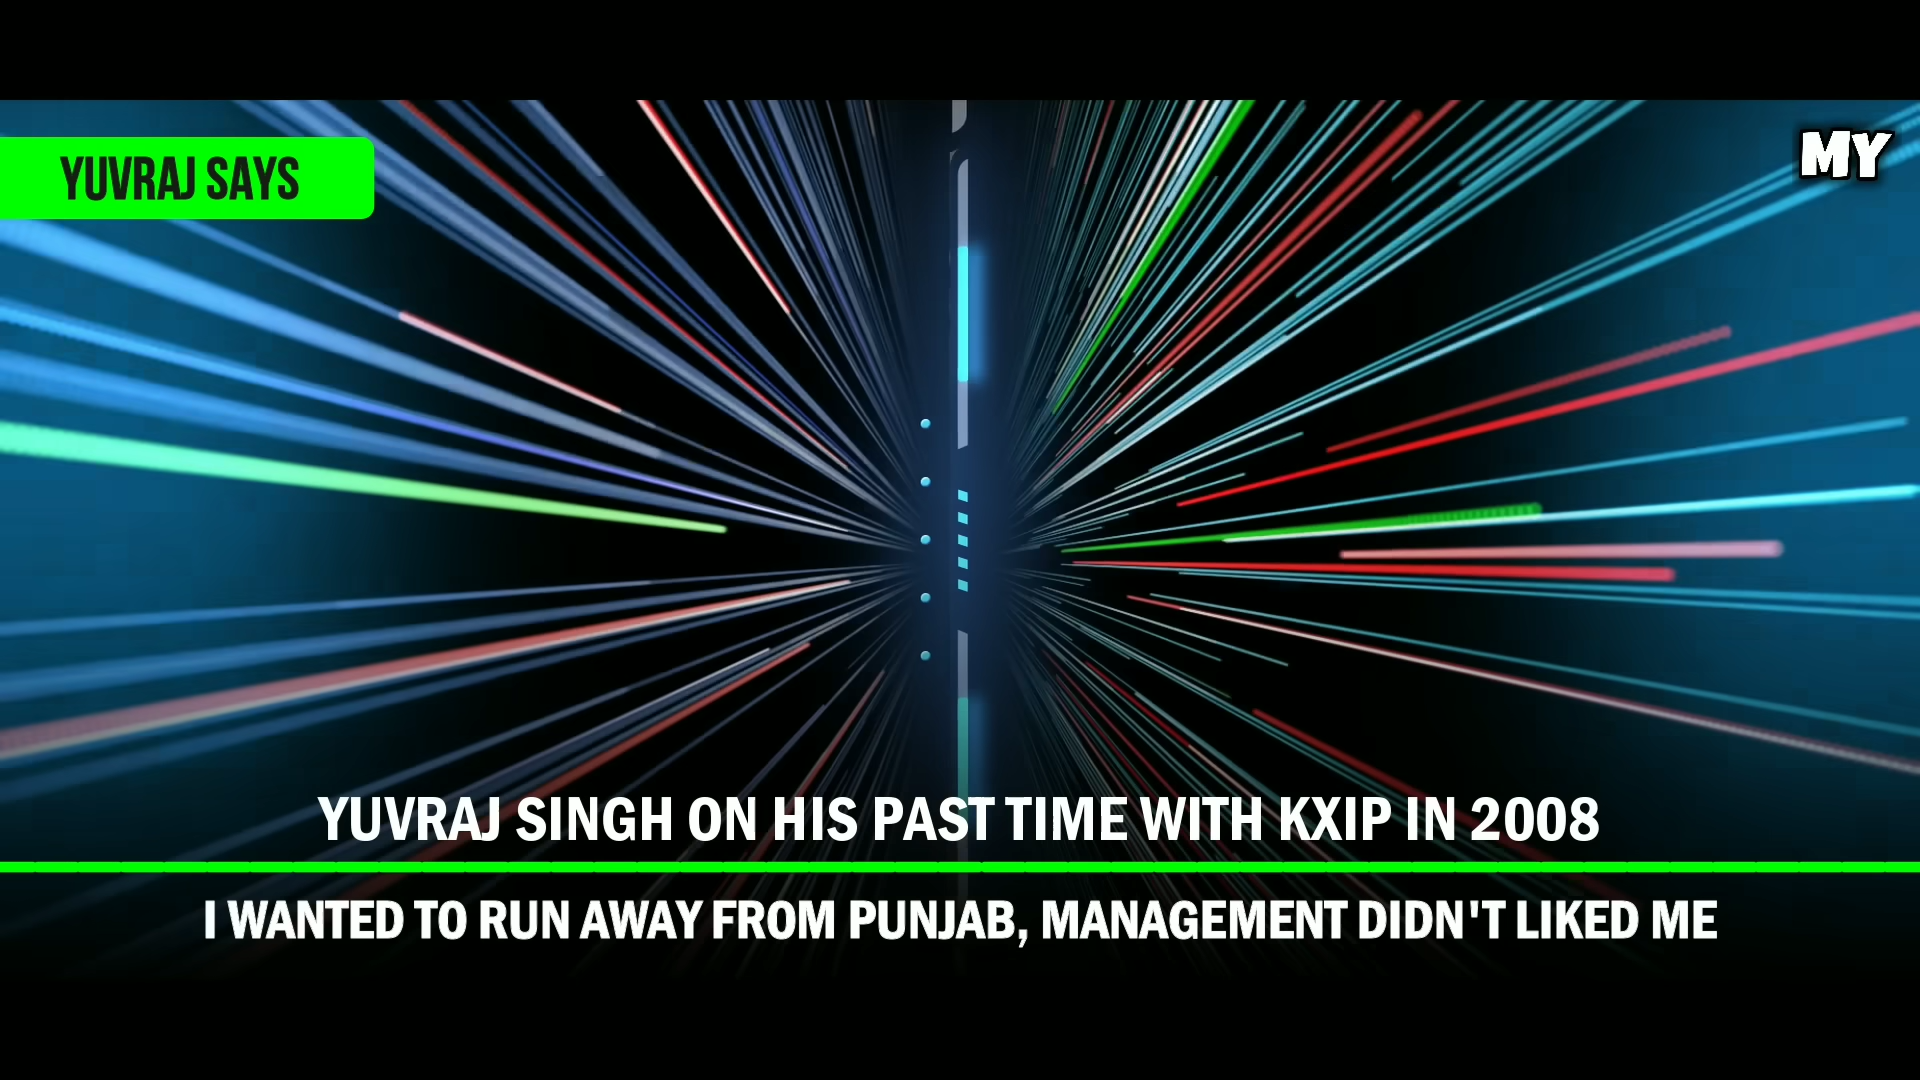 YUVRAJ SAYS
MY
YUVRAJ SINGH ON HIS PAST TIME WITH KXIP IN 2008
I WANTED TO RUN AWAY FROM PUNJAB, MANAGEMENT DIDN'T LIKED ME